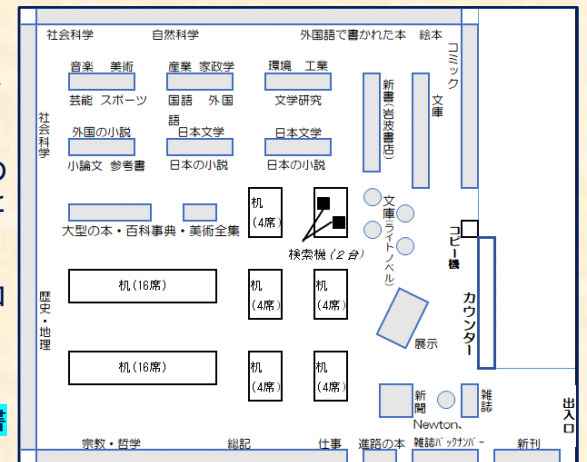 社会科学 自然科学 外国語で書かれた本 絵本
コミック
音楽 美術
産業 家政学
環境 工業
芸能 スポーツ
国語 外国語
文学研究
新書(岩波書店)
文庫
社会科学
外国の小説
日本文学
日本文学
小論文 参考書
日本の小説
日本の小説
大型の本・百科事典・美術全集
机
(4席)
検索機(2台)
文庫(ライトノベル)
コピー機
カウンター
歴史・地理
机(16席)
机
(4席)
机
(4席)
展示
机(16席)
机
(4席)
机
(4席)
新聞
雑誌
Newton、
出入口
宗教・哲学 総記 仕事 進路の本 雑誌バックナンバー 新刊